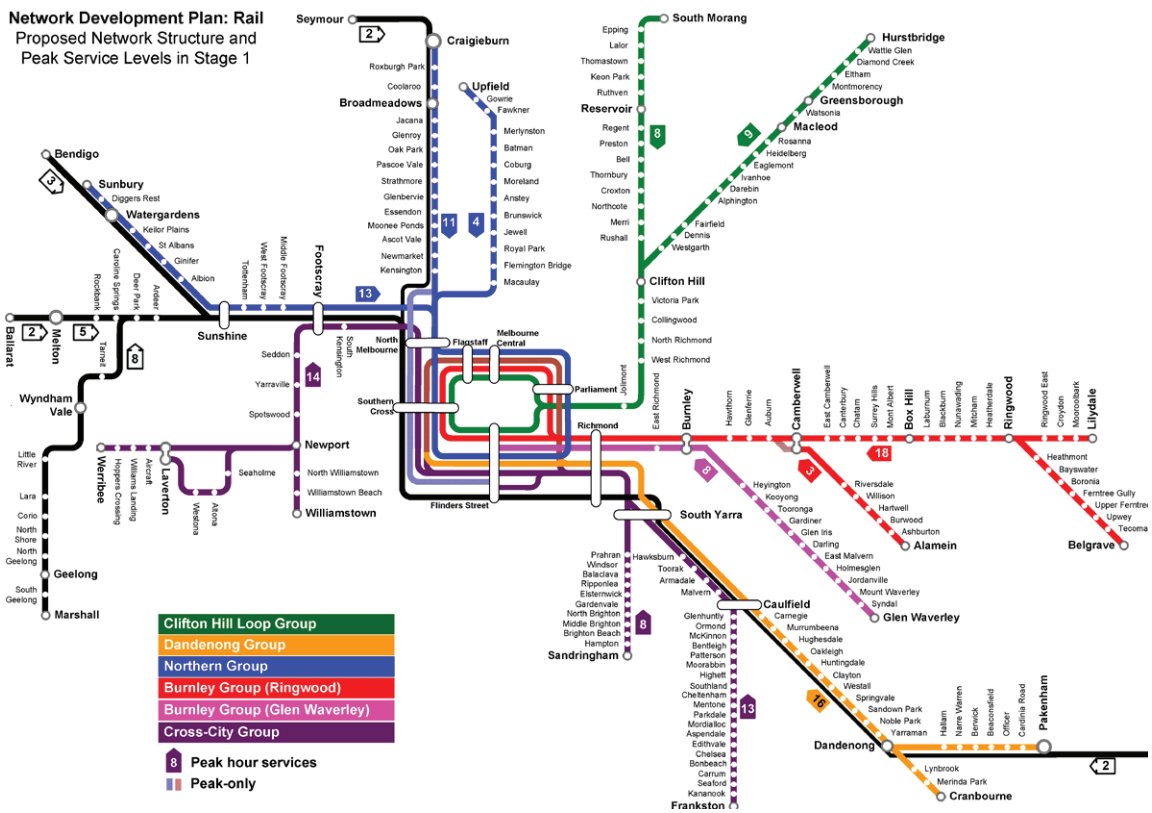 Network Development Plan: Rail
Proposed Network Structure and
Peak Service Levels in Stage 1
Seymour
2
Craigieburn
Roxburgh Park
Coolaroo
Broadmeadows
Jacana
Glenroy
Oak Park
Pascoe Vale
Strathmore
Glenbervie
Essendon
Moonee Ponds
Ascot Vale
Newmarket
Kensington
11
Upfield
Gowrie
Fawkner
Merlynston
Batman
Coburg
Moreland
Anstey
Brunswick
Jewell
Royal Park
Flemington Bridge
Macaulay
4
South Morang
Epping
Lalor
Thomastown
Keon Park
Ruthven
Reservoir
Regent
Preston
Bell
Thornbury
Croxton
Northcote
Merri
Rushall
8
Hurstbridge
Wattle Glen
Diamond Creek
Eltham
Montmorency
Greensborough
Watsonia
Macleod
Rosanna
Heidelberg
Eaglemont
Ivanhoe
Darebin
Alphington
Fairfield
Dennis
Westgarth
9
Clifton Hill
Victoria Park
Collingwood
North Richmond
West Richmond
Jolimont
Bendigo
3
Sunbury
Diggers Rest
Watergardens
Keilor Plains
St Albans
Ginifer
Albion
Tottenham
West Footscray
Middle Footscray
Footscray
13
Sunshine
Ballarat
2
Melton
5
Rockbank
Caroline Springs
Deer Park
Ardeer
8
Tarneit
Wyndham
Vale
Little
River
Lara
Corio
North
Shore
North
Geelong
Geelong
South
Geelong
Marshall
South
Kensington
Seddon
14
Yarraville
Spotswood
Newport
North Williamstown
Williamstown Beach
Williamstown
Werribee
Hoppers Crossing
Williams Landing
Aircraft
Laverton
Westona
Altona
Seaholme
North
Melbourne
Flagstaff
Melbourne
Central
Parliament
Southern
Cross
Flinders Street
Richmond
East Richmond
Burnley
Hawthorn
Glenferrie
Auburn
Camberwell
East Camberwell
Canterbury
Chatam
Surrey Hills
Mont Albert
Box Hill
Laburnum
Blackburn
Nunawading
Mitcham
Heatherdale
Ringwood
Ringwood East
Croydon
Mooroolbark
Lilydale
18
3
8
Heathmont
Bayswater
Boronia
Ferntree Gully
Upper Ferntree
Upwey
Tecoma
Belgrave
Riversdale
Willison
Hartwell
Burwood
Ashburton
Alamein
Heyington
Kooyong
Tooronga
Gardiner
Glen Iris
Darling
East Malvern
Holmesglen
Jordanville
Mount Waverley
Syndal
Glen Waverley
South Yarra
Prahran
Windsor
Balaclava
Ripponlea
Elsternwick
Gardenvale
North Brighton
Middle Brighton
Brighton Beach
Hampton
Sandringham
8
Hawksburn
Toorak
Armadale
Malvern
Caulfield
Glenhuntly
Ormond
McKinnon
Bentleigh
Patterson
Moorabbin
Highett
Southland
Cheltenham
Mentone
Parkdale
Mordialloc
Aspendale
Edithvale
Chelsea
Bonbeach
Carrum
Seaford
Kananook
Frankston
13
Carnegie
Murrumbeena
Hughesdale
Oakleigh
Huntingdale
Clayton
Westall
Springvale
Sandown Park
Noble Park
Yarraman
16
Dandenong
Hallam
Narre Warren
Berwick
Beaconsfield
Officer
Cardinia Road
Pakenham
2
Lynbrook
Merinda Park
Cranbourne
Clifton Hill Loop Group
Dandenong Group
Northern Group
Burnley Group (Ringwood)
Burnley Group (Glen Waverley)
Cross-City Group
8 Peak hour services
Peak-only